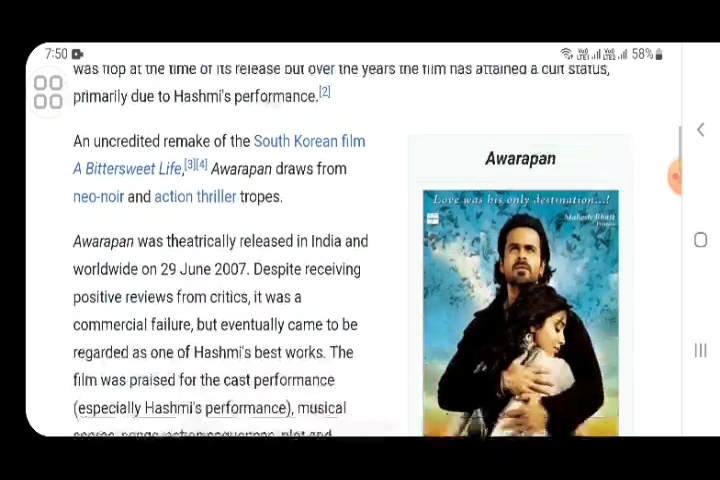 7:50
58%
was flop at the time of its release but over the years the film has attained a cult status,
primarily due to Hashmi's performance.[2]
An uncredited remake of the South Korean film
A Bittersweet Life,[3][4] Awarapan draws from
neo-noir and action thriller tropes.
Awarapan was theatrically released in India and
worldwide on 29 June 2007. Despite receiving
positive reviews from critics, it was a
commercial failure, but eventually came to be
regarded as one of Hashmi's best works. The
film was praised for the cast performance
(especially Hashmi's performance), musical
Awarapan
Love was his only destination...!
Mukesh Bhatt